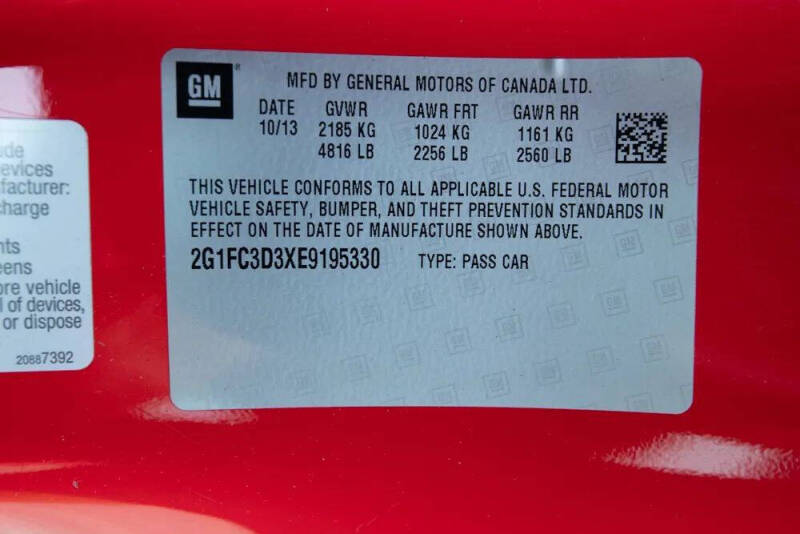 GM
MFD BY GENERAL MOTORS OF CANADA LTD.
DATE GVWR GAWR FRT GAWR RR
10/13 2185 KG 1024 KG 1161 KG
4816 LB 2256 LB 2560 LB
THIS VEHICLE CONFORMS TO ALL APPLICABLE U.S. FEDERAL MOTOR
VEHICLE SAFETY, BUMPER, AND THEFT PREVENTION STANDARDS IN
EFFECT ON THE DATE OF MANUFACTURE SHOWN ABOVE.
2G1FC3D3XE9195330 TYPE: PASS CAR
ude
devices
facturer:
charge
nts
eens
ore vehicle
l of devices,
or dispose
20887392